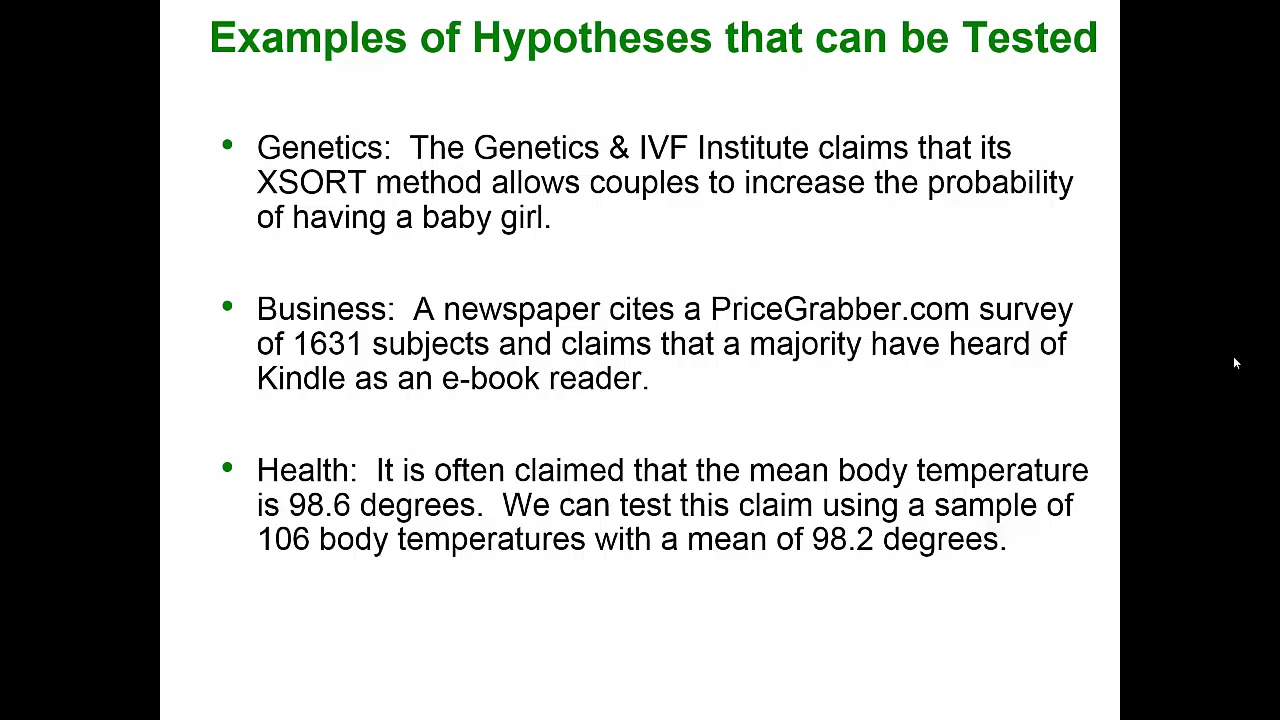 Examples of Hypotheses that can be Tested
• Genetics:  The Genetics & IVF Institute claims that its
XSORT method allows couples to increase the probability
of having a baby girl.
• Business:  A newspaper cites a PriceGrabber.com survey
of 1631 subjects and claims that a majority have heard of
Kindle as an e-book reader.
• Health:  It is often claimed that the mean body temperature
is 98.6 degrees.  We can test this claim using a sample of
106 body temperatures with a mean of 98.2 degrees.